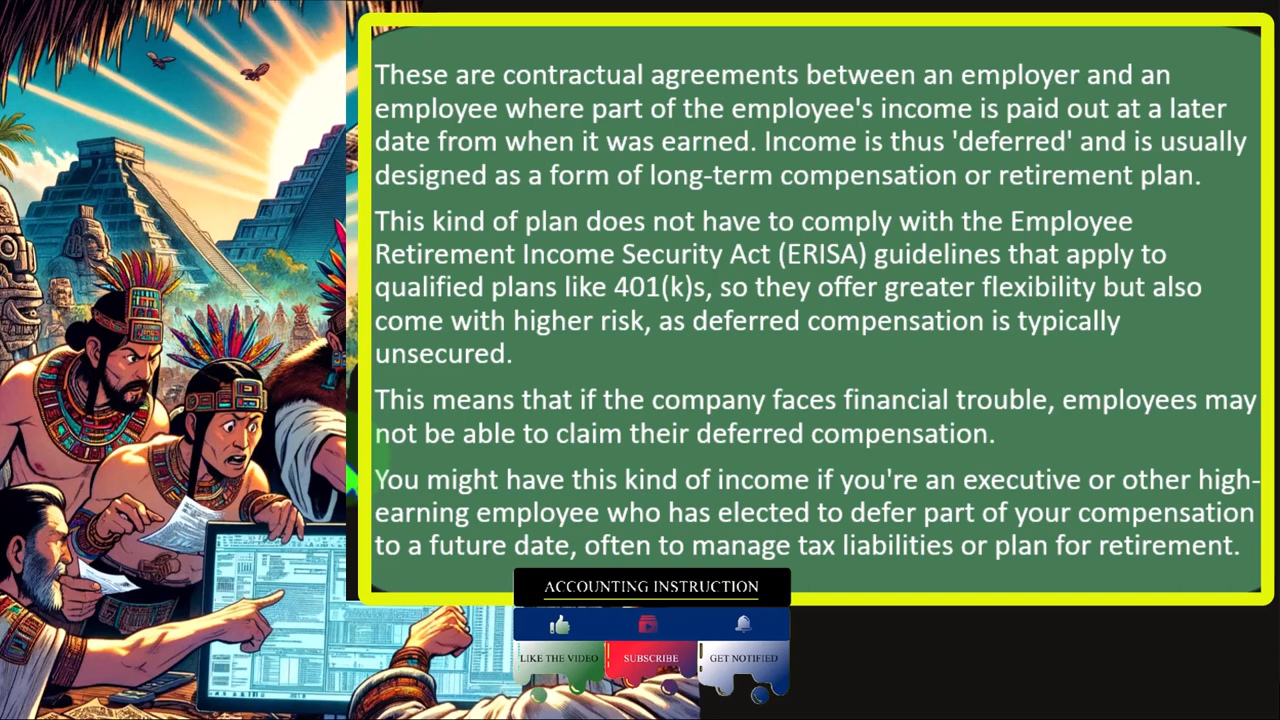 These are contractual agreements between an employer and an
employee where part of the employee's income is paid out at a later
date from when it was earned. Income is thus 'deferred' and is usually
designed as a form of long-term compensation or retirement plan.
This kind of plan does not have to comply with the Employee
Retirement Income Security Act (ERISA) guidelines that apply to
qualified plans like 401(k)s, so they offer greater flexibility but also
come with higher risk, as deferred compensation is typically
unsecured.
This means that if the company faces financial trouble, employees may
not be able to claim their deferred compensation.
You might have this kind of income if you're an executive or other high-
earning employee who has elected to defer part of your compensation
to a future date, often to manage tax liabilities or plan for retirement.
ACCOUNTING INSTRUCTION
LIKE THE VIDEO SUBSCRIBE GET NOTIFIED